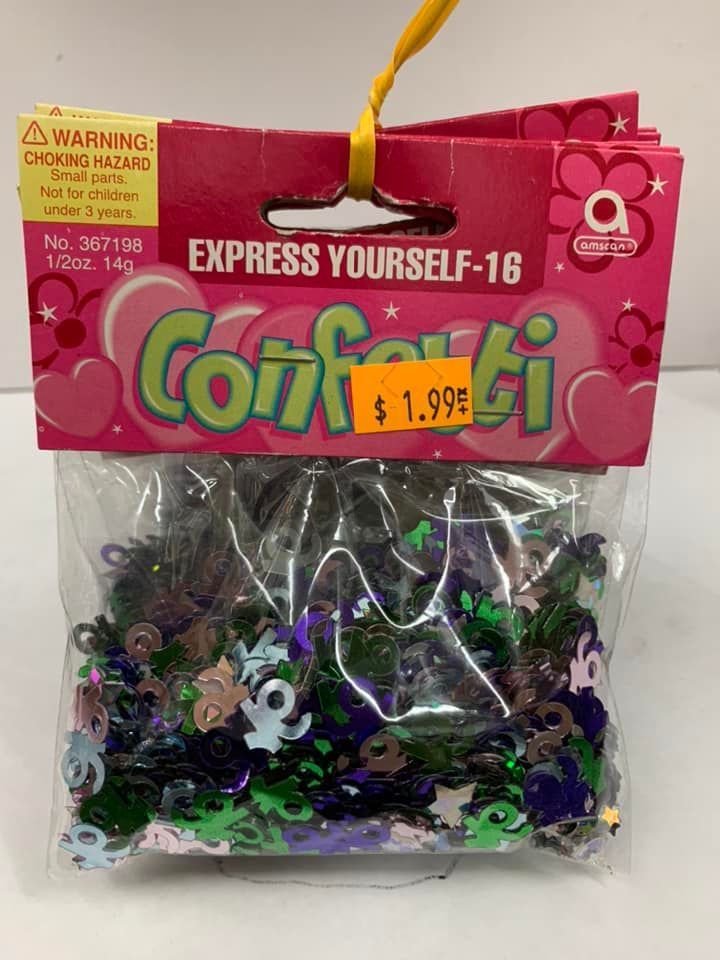 ⚠ WARNING:
CHOKING HAZARD
Small parts.
Not for children
under 3 years.
No. 367198
1/2oz. 14g
EXPRESS YOURSELF-16
a
amscan®
Confetti
$ 1.99
16